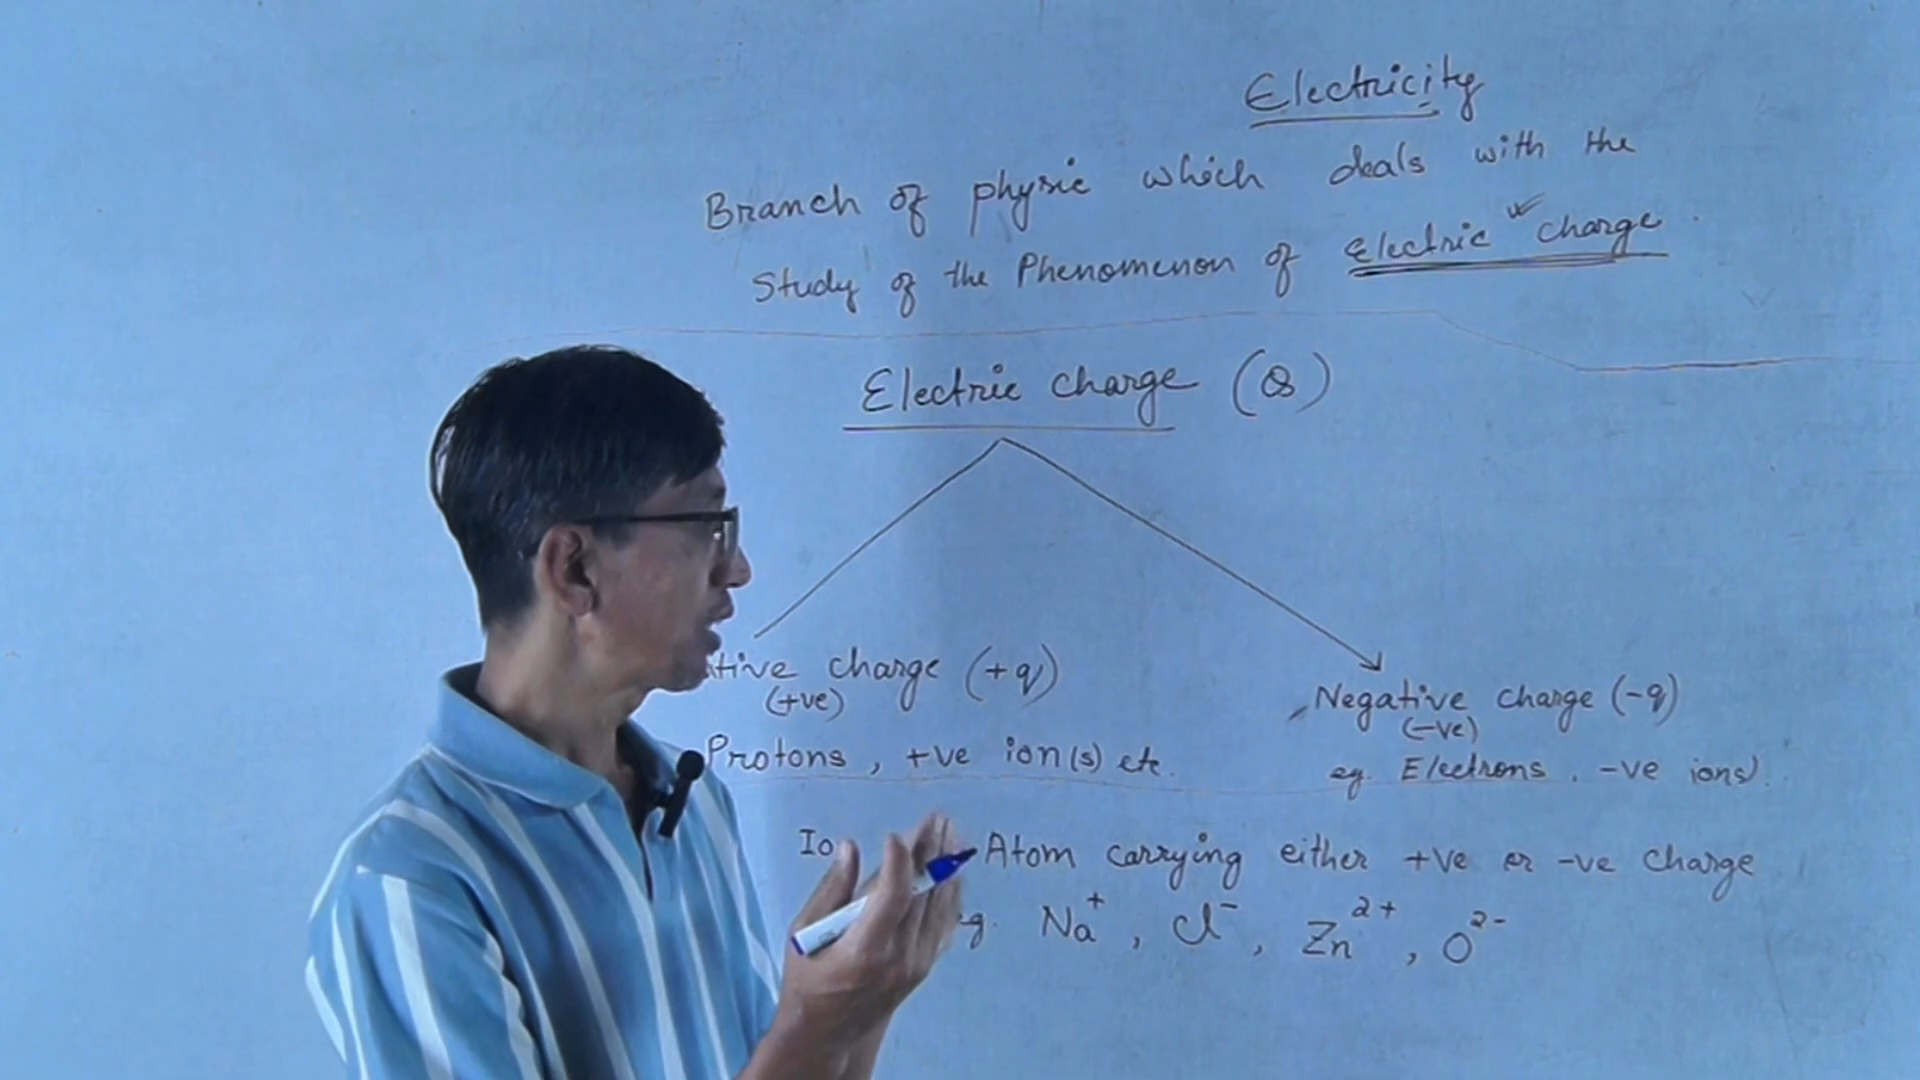 Electricity
Branch of physic which deals with the
Study of the Phenomenon of Electric charge.
Electric charge (Q)
tive charge (+q)
(+ve)
Protons, +ve ion(s) etc.
Negative charge (-q)
(-ve)
eg. Electrons, -ve ions).
Io
Atom carrying either +ve or -ve charge
eg. Na⁺, Cl⁻, Zn²⁺, O²⁻